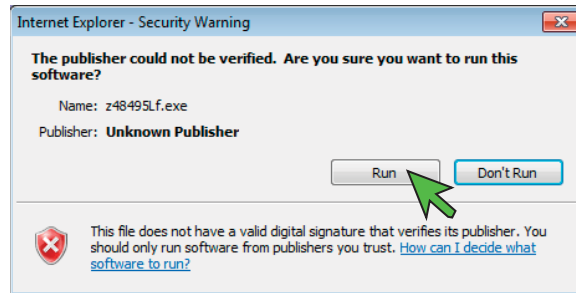 Internet Explorer - Security Warning
The publisher could not be verified. Are you sure you want to run this
software?
Name: z48495Lf.exe
Publisher: Unknown Publisher
Run Don't Run
This file does not have a valid digital signature that verifies its publisher. You
should only run software from publishers you trust. How can I decide what
software to run?